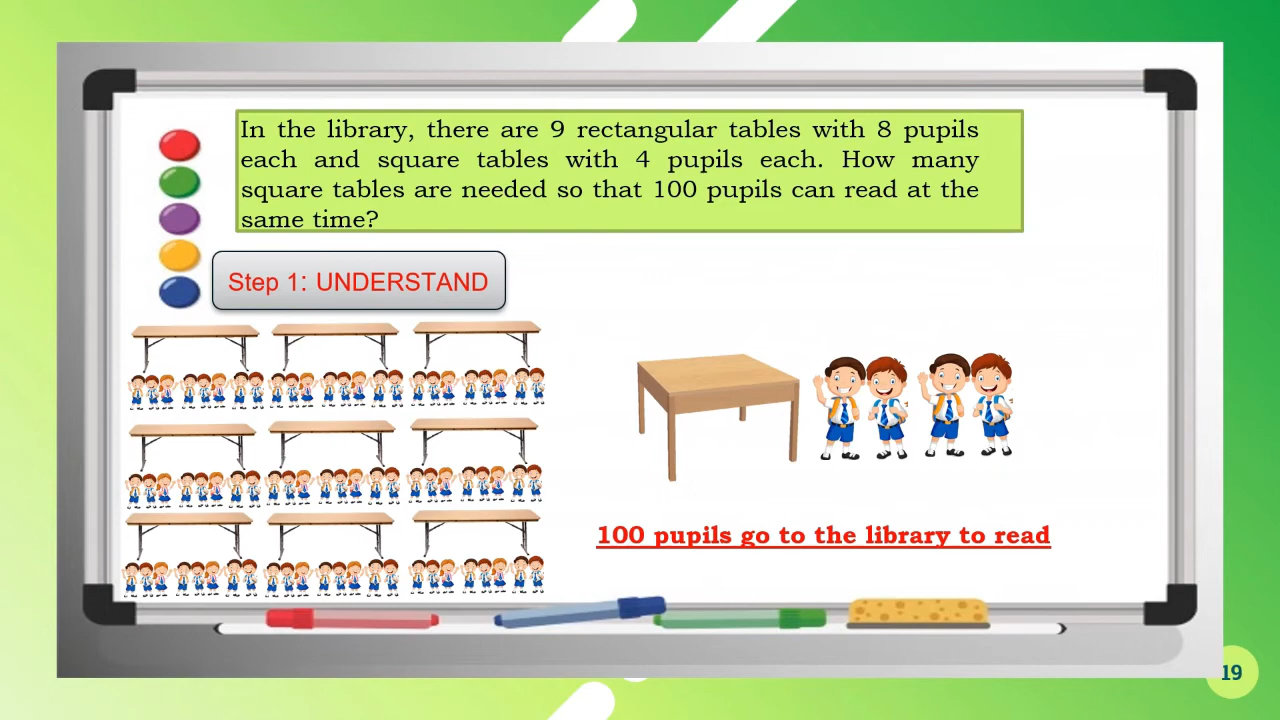 In the library, there are 9 rectangular tables with 8 pupils
each and square tables with 4 pupils each. How many
square tables are needed so that 100 pupils can read at the
same time?
Step 1: UNDERSTAND
100 pupils go to the library to read
19